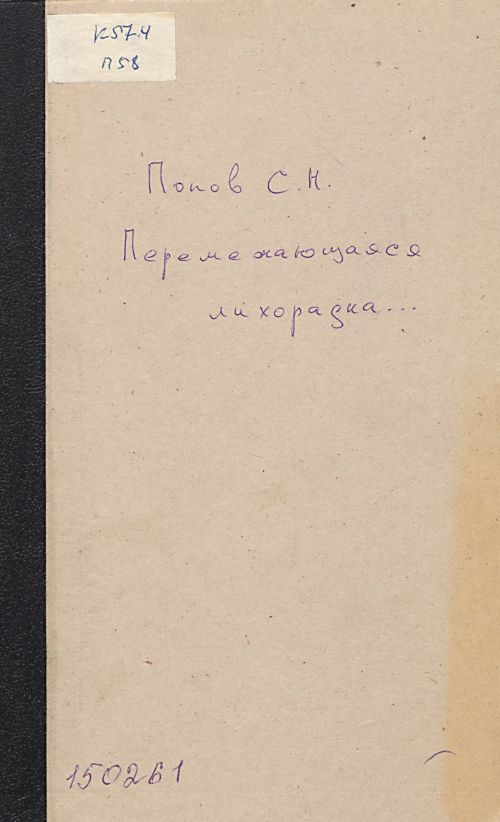 К57.4
П58
Попов С.Н.
Перемежающаяся
лихорадка...
150261